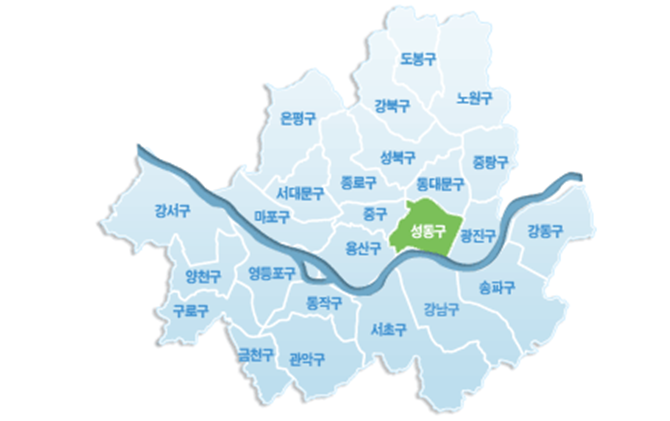 도봉구
노원구
강북구
은평구
성북구
중랑구
종로구
동대문구
서대문구
강서구
마포구
중구
성동구
광진구
강동구
용산구
양천구
영등포구
송파구
동작구
강남구
구로구
서초구
금천구
관악구